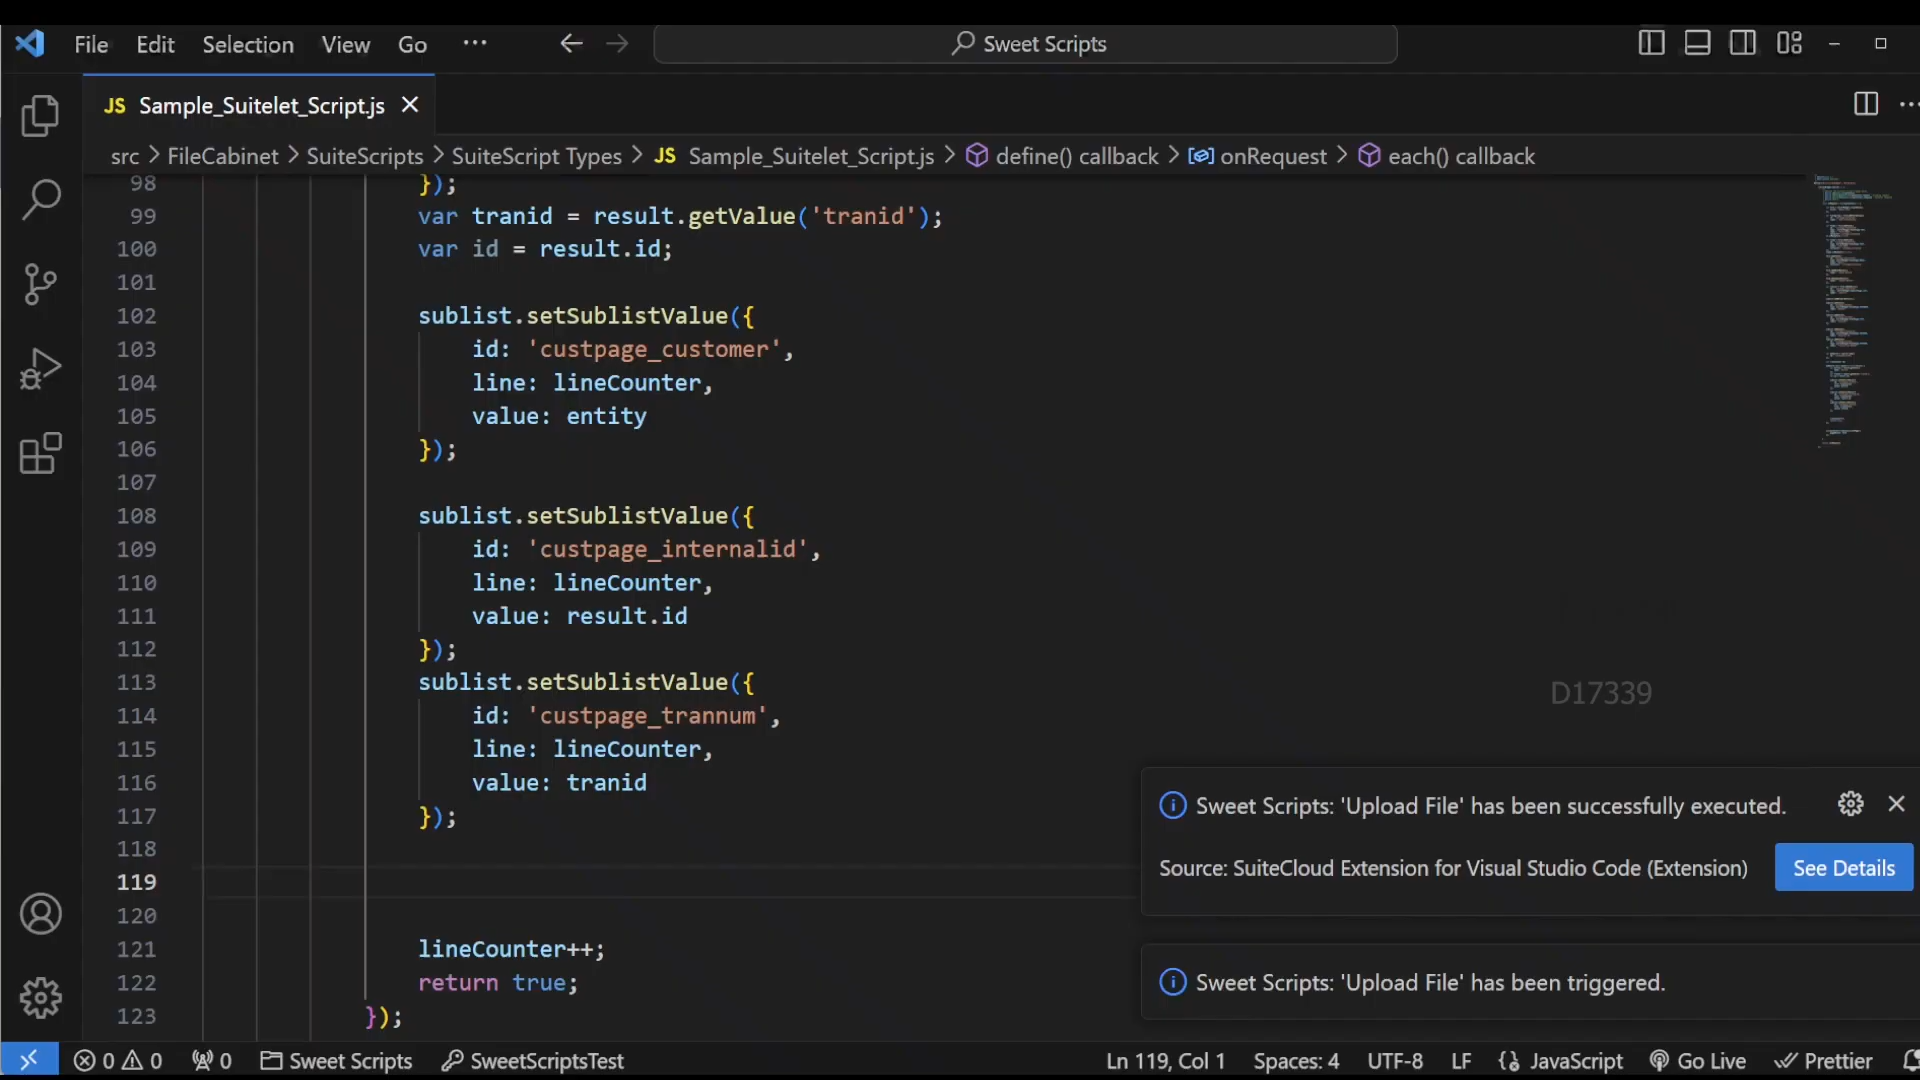 File Edit Selection View Go ··· Sweet Scripts
JS Sample_Suitelet_Script.js
src > FileCabinet > SuiteScripts > SuiteScript Types > JS Sample_Suitelet_Script.js > define() callback > onRequest > each() callback
98 });
99 var tranid = result.getValue('tranid');
100 var id = result.id;
101
102 sublist.setSublistValue({
103 id: 'custpage_customer',
104 line: lineCounter,
105 value: entity
106 });
107
108 sublist.setSublistValue({
109 id: 'custpage_internalid',
110 line: lineCounter,
111 value: result.id
112 });
113 sublist.setSublistValue({
114 id: 'custpage_trannum',
115 line: lineCounter,
116 value: tranid
117 });
118
119
120
121 lineCounter++;
122 return true;
123 });
D17339
Sweet Scripts: 'Upload File' has been successfully executed.
Source: SuiteCloud Extension for Visual Studio Code (Extension) See Details
Sweet Scripts: 'Upload File' has been triggered.
0 0 0 Sweet Scripts SweetScriptsTest Ln 119, Col 1 Spaces: 4 UTF-8 LF {} JavaScript Go Live Prettier